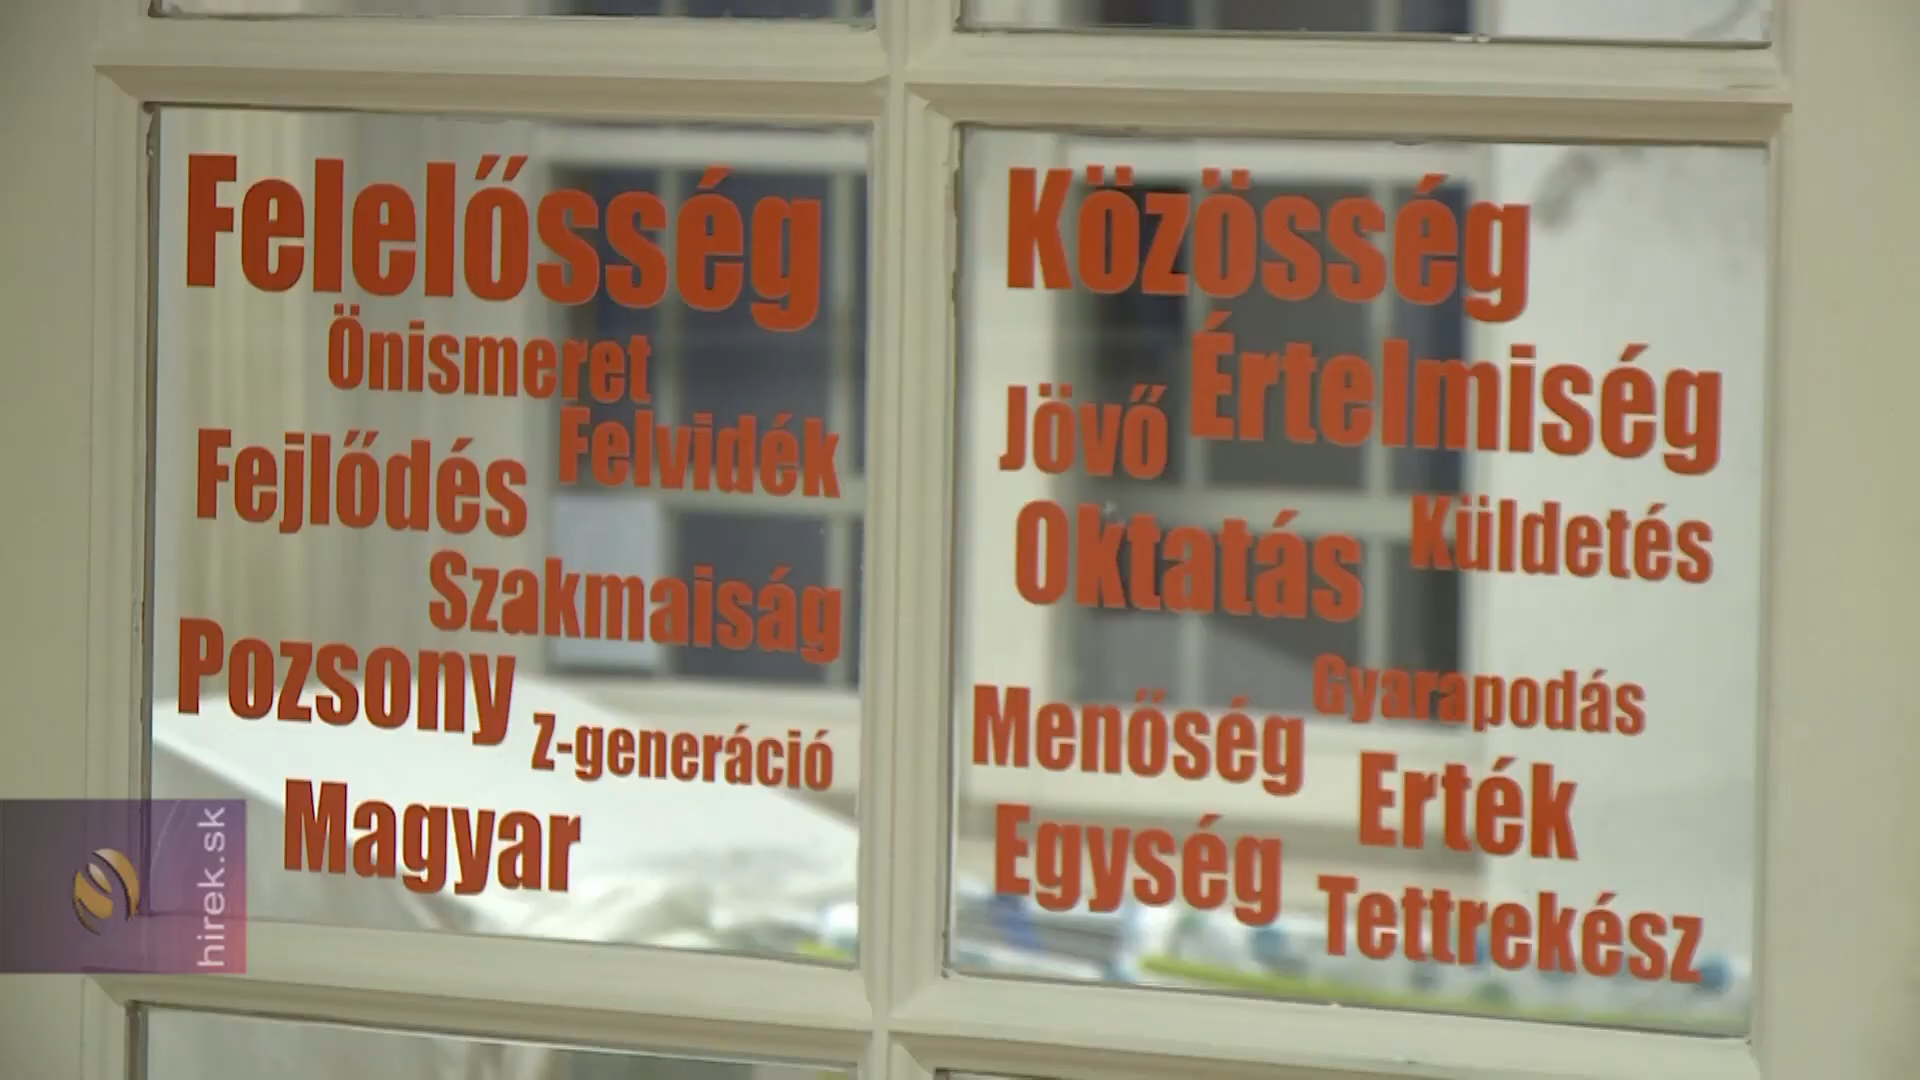 Felelősség
Önismeret
Felvidék
Fejlődés
Szakmaiság
Pozsony
Z-generáció
Magyar
Közösség
Értelmiség
Jövő
Küldetés
Oktatás
Gyarapodás
Menőség
Erték
Egység
Tettrekész
hirek.sk